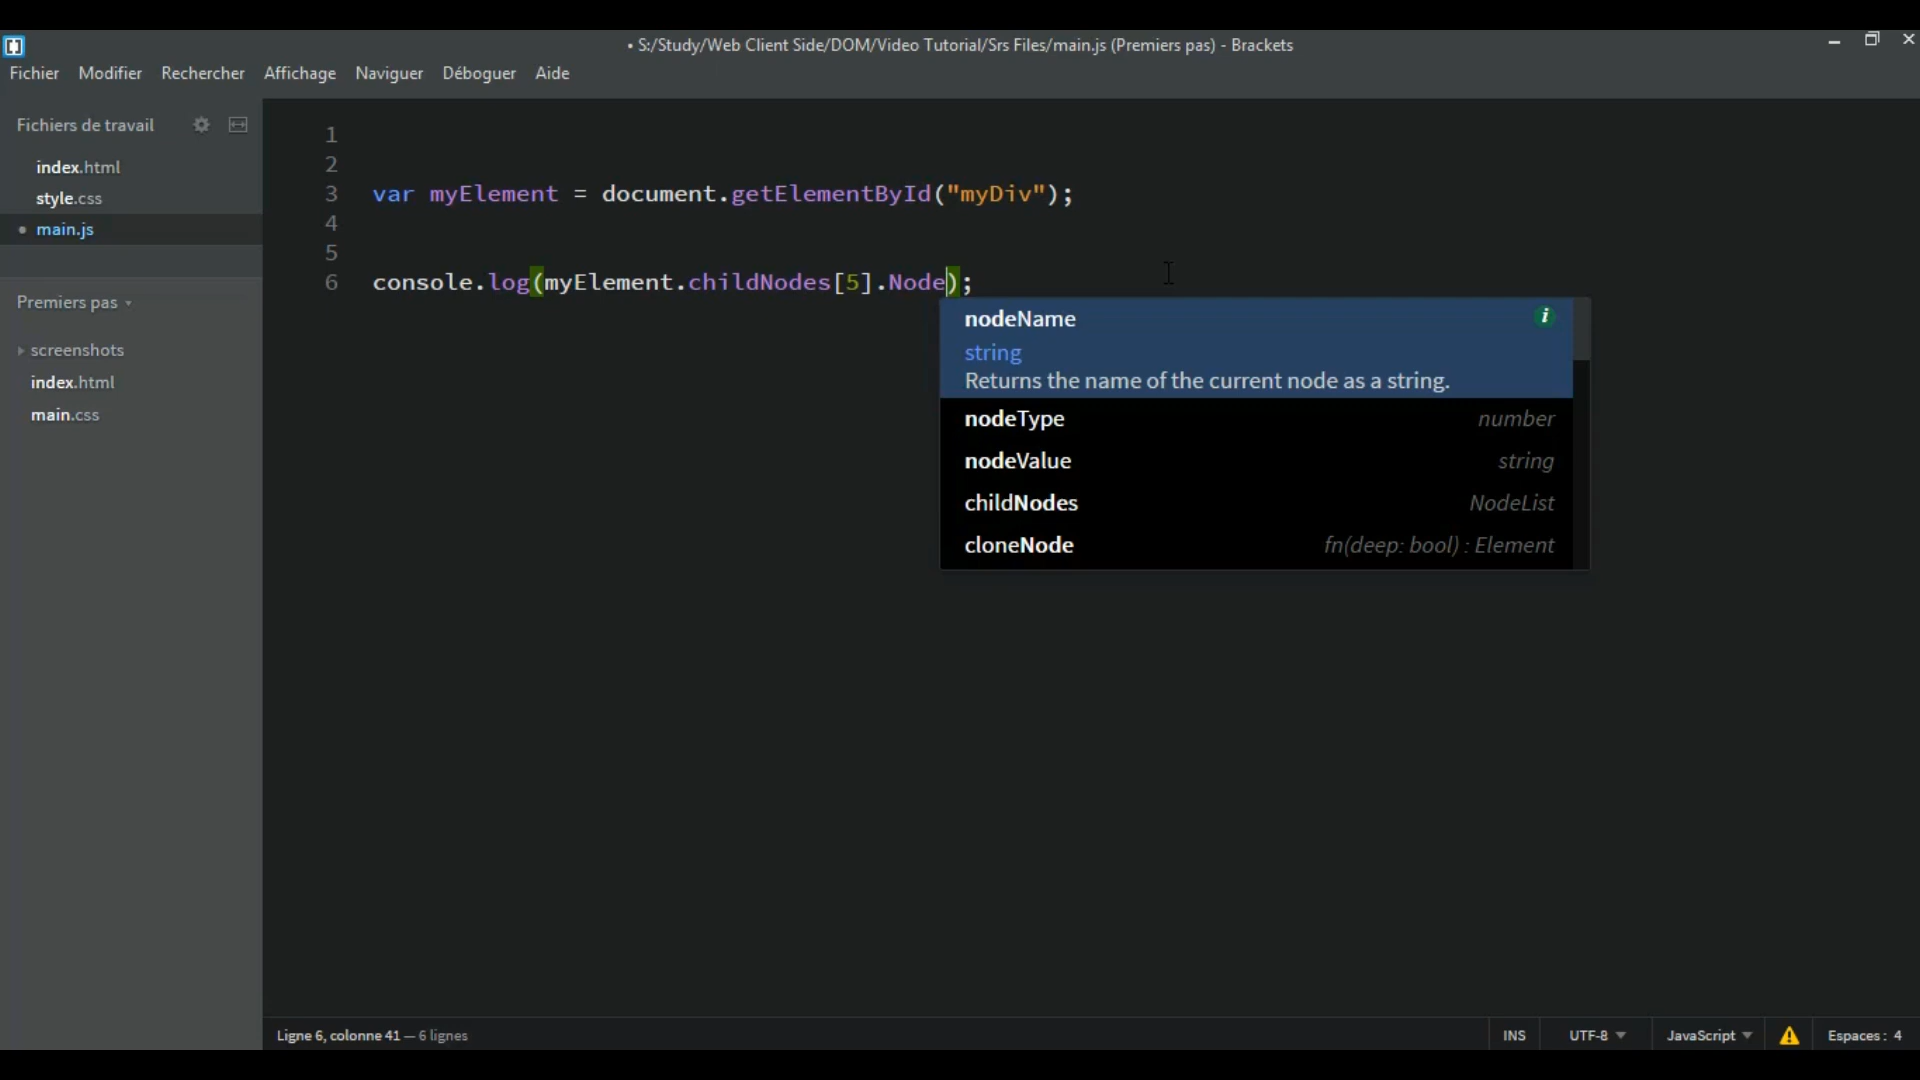 • S:/Study/Web Client Side/DOM/Video Tutorial/Srs Files/main.js (Premiers pas) - Brackets
Fichier Modifier Rechercher Affichage Naviguer Déboguer Aide
Fichiers de travail
index.html
style.css
• main.js
Premiers pas
screenshots
index.html
main.css
1
2
3 var myElement = document.getElementById("myDiv");
4
5
6 console.log(myElement.childNodes[5].Node);
nodeName i
string
Returns the name of the current node as a string.
nodeType number
nodeValue string
childNodes NodeList
cloneNode fn(deep: bool) : Element
Ligne 6, colonne 41 — 6 lignes INS UTF-8 JavaScript Espaces : 4